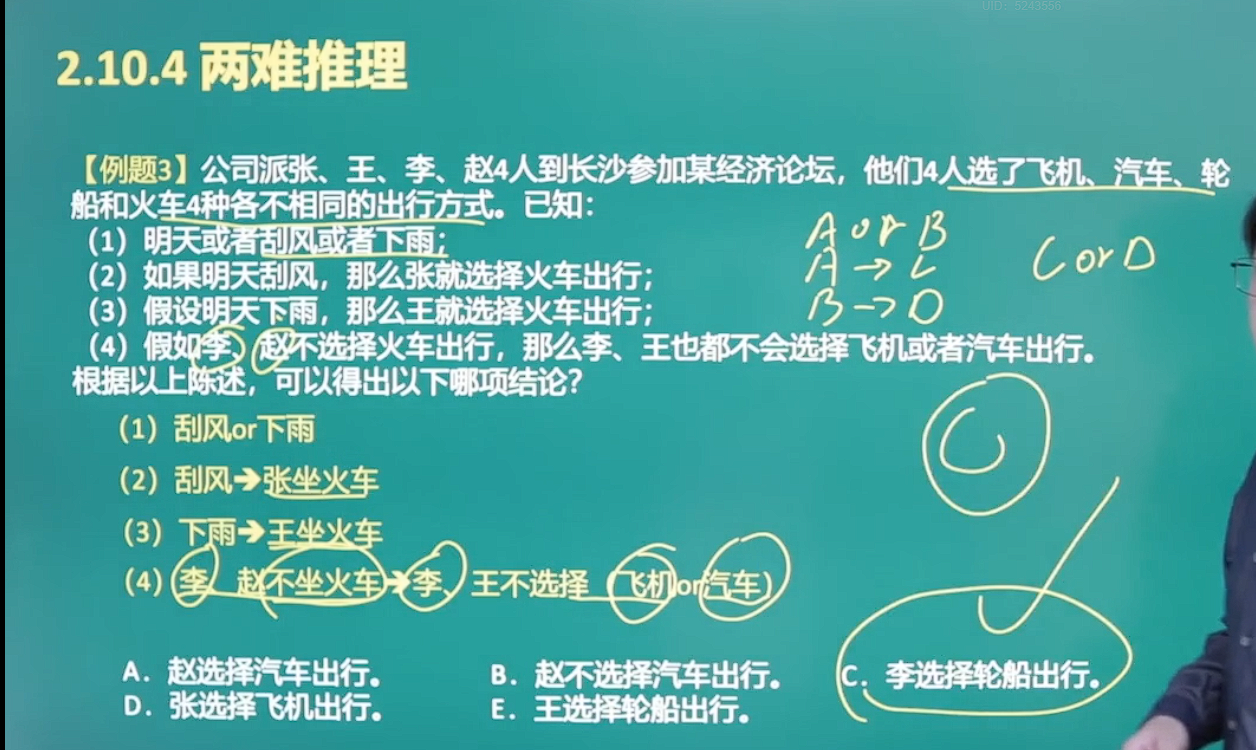 UID: 5243556
2.10.4 两难推理
【例题3】公司派张、王、李、赵4人到长沙参加某经济论坛，他们4人选了飞机、汽车、轮
船和火车4种各不相同的出行方式。已知：
（1）明天或者刮风或者下雨；
（2）如果明天刮风，那么张就选择火车出行；
（3）假设明天下雨，那么王就选择火车出行；
（4）假如李、赵不选择火车出行，那么李、王也都不会选择飞机或者汽车出行。
根据以上陈述，可以得出以下哪项结论？
A or B
A → C
B → D
C or D
（1）刮风or下雨
（2）刮风➔张坐火车
（3）下雨➔王坐火车
（4）李、赵不坐火车➔李、王不选择（飞机or汽车）
A．赵选择汽车出行。 B．赵不选择汽车出行。 C．李选择轮船出行。
D．张选择飞机出行。 E．王选择轮船出行。